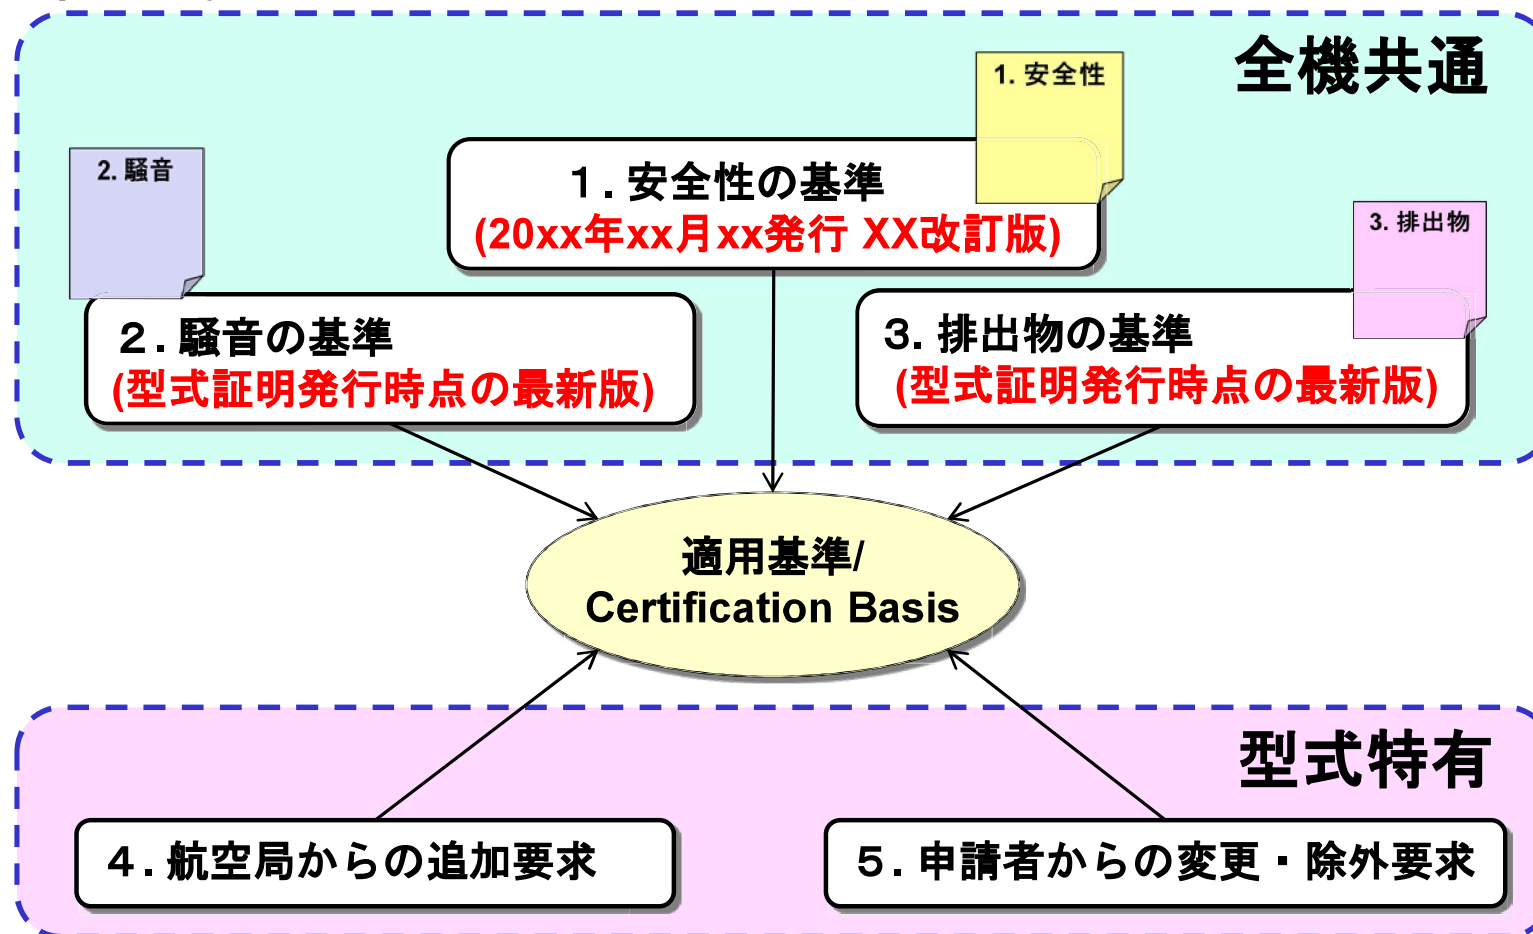 全機共通
1. 安全性
１. 安全性の基準
(20xx年xx月xx発行 XX改訂版)
2. 騒音
２. 騒音の基準
(型式証明発行時点の最新版)
3. 排出物
３. 排出物の基準
(型式証明発行時点の最新版)
適用基準/
Certification Basis
型式特有
４. 航空局からの追加要求
５. 申請者からの変更・除外要求